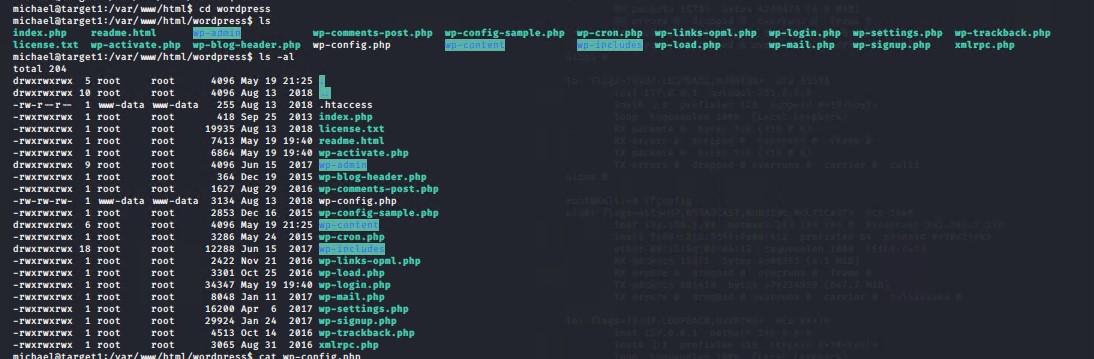 michael@target1:/var/www/html$ cd wordpress
michael@target1:/var/www/html/wordpress$ ls
index.php readme.html wp-admin wp-comments-post.php wp-config-sample.php wp-cron.php wp-links-opml.php wp-login.php wp-settings.php wp-trackback.php
license.txt wp-activate.php wp-blog-header.php wp-config.php wp-content wp-includes wp-load.php wp-mail.php wp-signup.php xmlrpc.php
michael@target1:/var/www/html/wordpress$ ls -al
total 204
drwxrwxrwx 5 root root 4096 May 19 21:25 .
drwxrwxrwx 10 root root 4096 Aug 13 2018 ..
-rw-r--r-- 1 www-data www-data 255 Aug 13 2018 .htaccess
-rwxrwxrwx 1 root root 418 Sep 25 2013 index.php
-rwxrwxrwx 1 root root 19935 Aug 13 2018 license.txt
-rwxrwxrwx 1 root root 7413 May 19 19:40 readme.html
-rwxrwxrwx 1 root root 6864 May 19 19:40 wp-activate.php
drwxrwxrwx 9 root root 4096 Jun 15 2017 wp-admin
-rwxrwxrwx 1 root root 364 Dec 19 2015 wp-blog-header.php
-rwxrwxrwx 1 root root 1627 Aug 29 2016 wp-comments-post.php
-rw-rw-rw- 1 www-data www-data 3134 Aug 13 2018 wp-config.php
-rwxrwxrwx 1 root root 2853 Dec 16 2015 wp-config-sample.php
drwxrwxrwx 6 root root 4096 May 19 21:25 wp-content
-rwxrwxrwx 1 root root 3286 May 24 2015 wp-cron.php
drwxrwxrwx 18 root root 12288 Jun 15 2017 wp-includes
-rwxrwxrwx 1 root root 2422 Nov 21 2016 wp-links-opml.php
-rwxrwxrwx 1 root root 3301 Oct 25 2016 wp-load.php
-rwxrwxrwx 1 root root 34347 May 19 19:40 wp-login.php
-rwxrwxrwx 1 root root 8048 Jan 11 2017 wp-mail.php
-rwxrwxrwx 1 root root 16200 Apr 6 2017 wp-settings.php
-rwxrwxrwx 1 root root 29924 Jan 24 2017 wp-signup.php
-rwxrwxrwx 1 root root 4513 Oct 14 2016 wp-trackback.php
-rwxrwxrwx 1 root root 3065 Aug 31 2016 xmlrpc.php
michael@target1:/var/www/html/wordpress$ cat wp-config.php